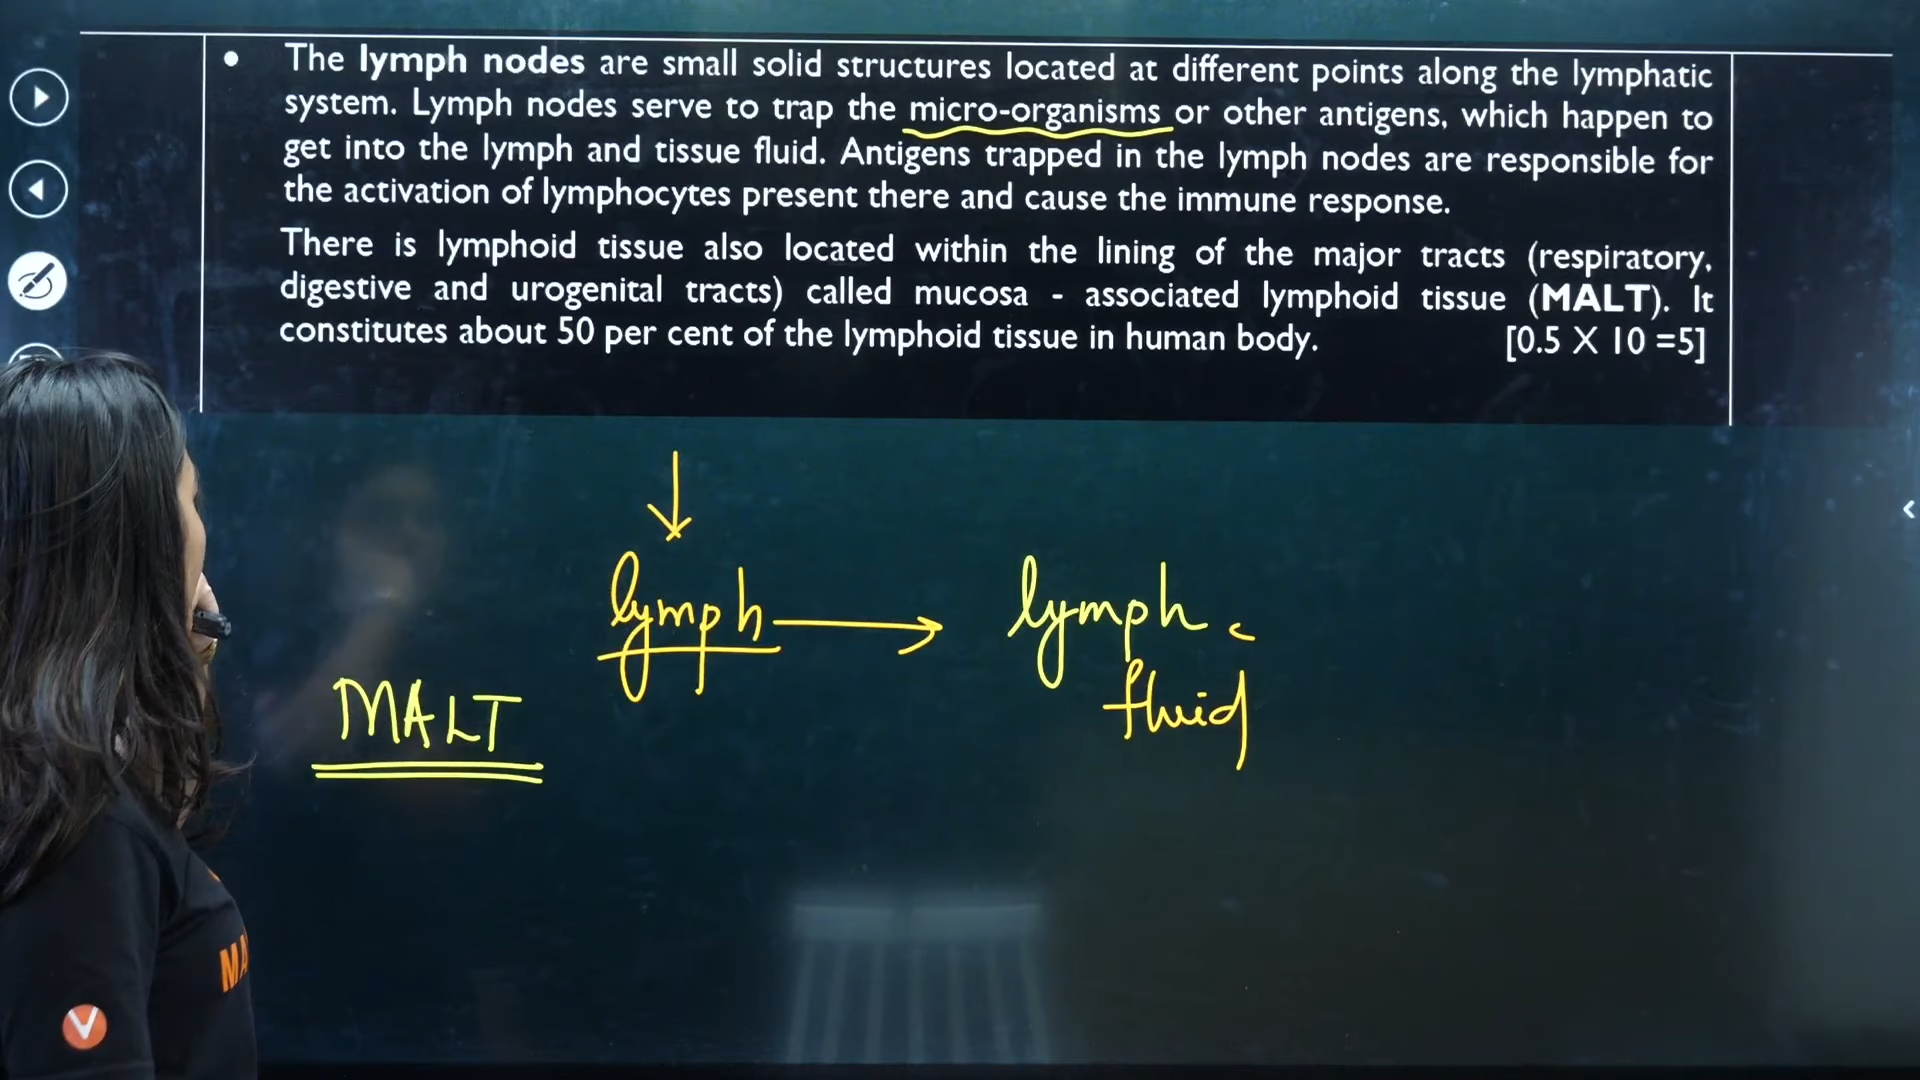 • The lymph nodes are small solid structures located at different points along the lymphatic
system. Lymph nodes serve to trap the micro-organisms or other antigens, which happen to
get into the lymph and tissue fluid. Antigens trapped in the lymph nodes are responsible for
the activation of lymphocytes present there and cause the immune response.
There is lymphoid tissue also located within the lining of the major tracts (respiratory,
digestive and urogenital tracts) called mucosa - associated lymphoid tissue (MALT). It
constitutes about 50 per cent of the lymphoid tissue in human body. [0.5 X 10 =5]
lymph → lymph
fluid
MALT
MA
V